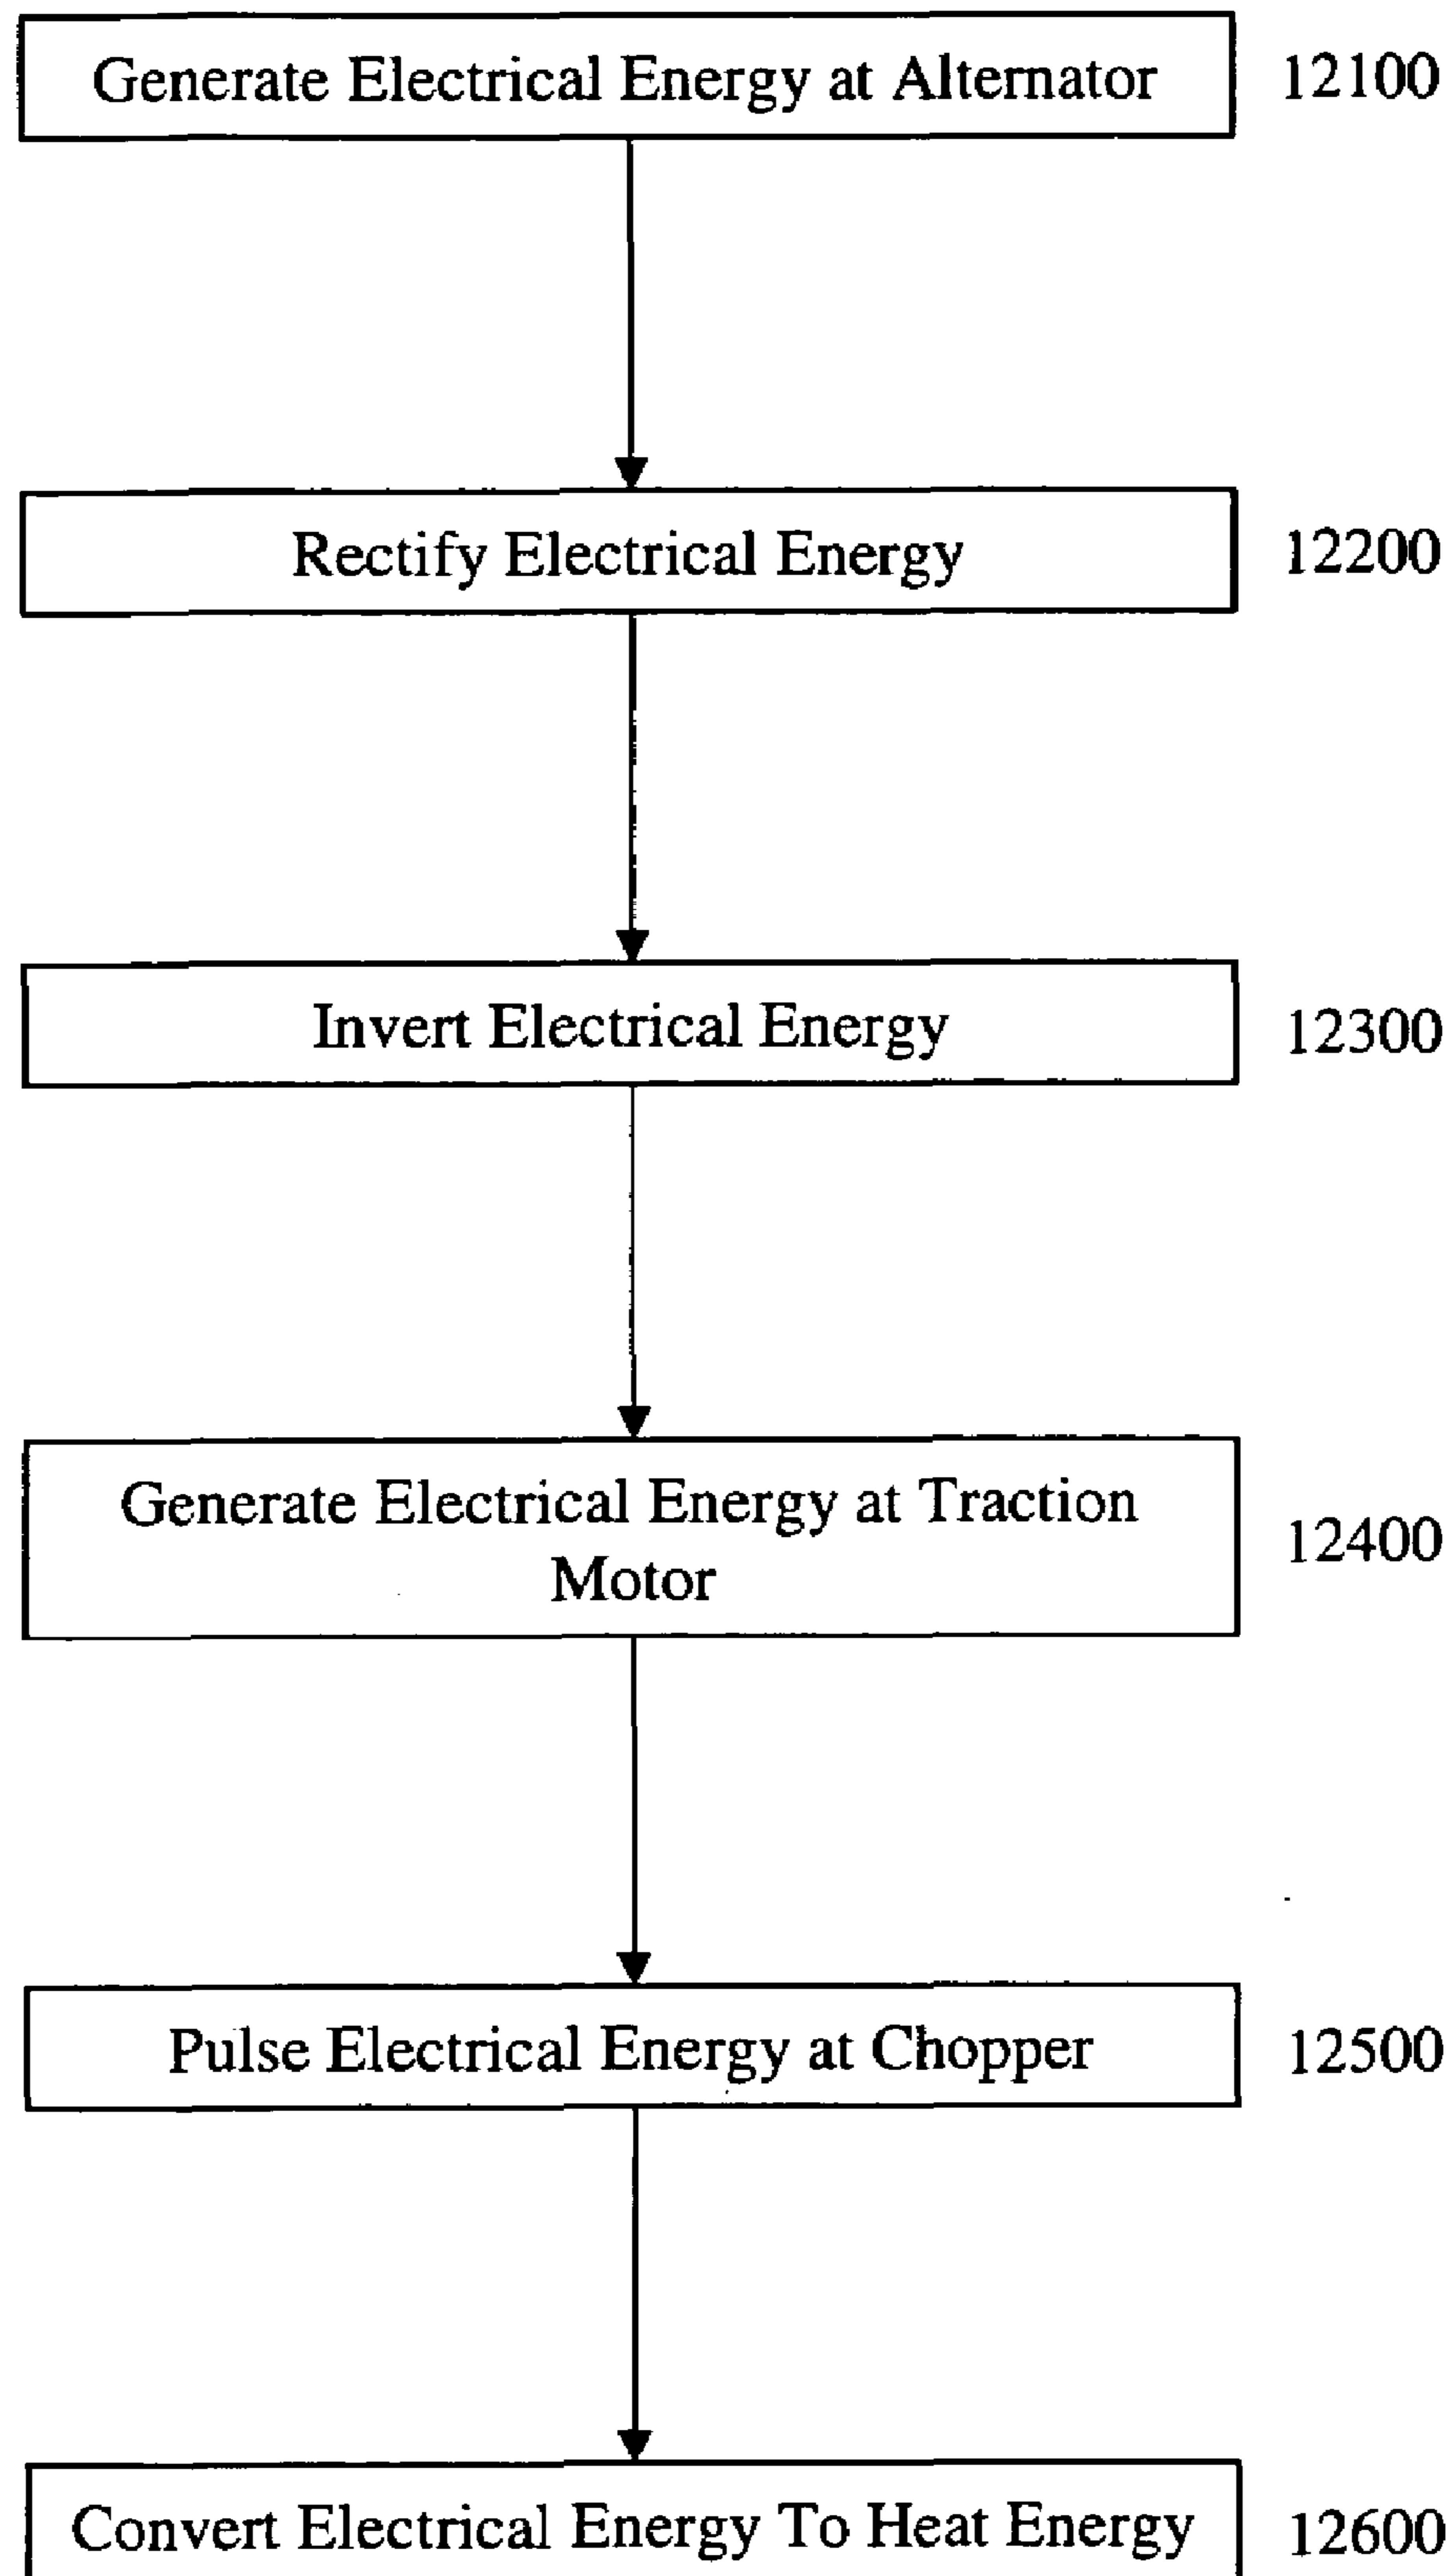 Generate Electrical Energy at Alternator 12100
Rectify Electrical Energy 12200
Invert Electrical Energy 12300
Generate Electrical Energy at Traction
Motor
12400
Pulse Electrical Energy at Chopper 12500
Convert Electrical Energy To Heat Energy 12600